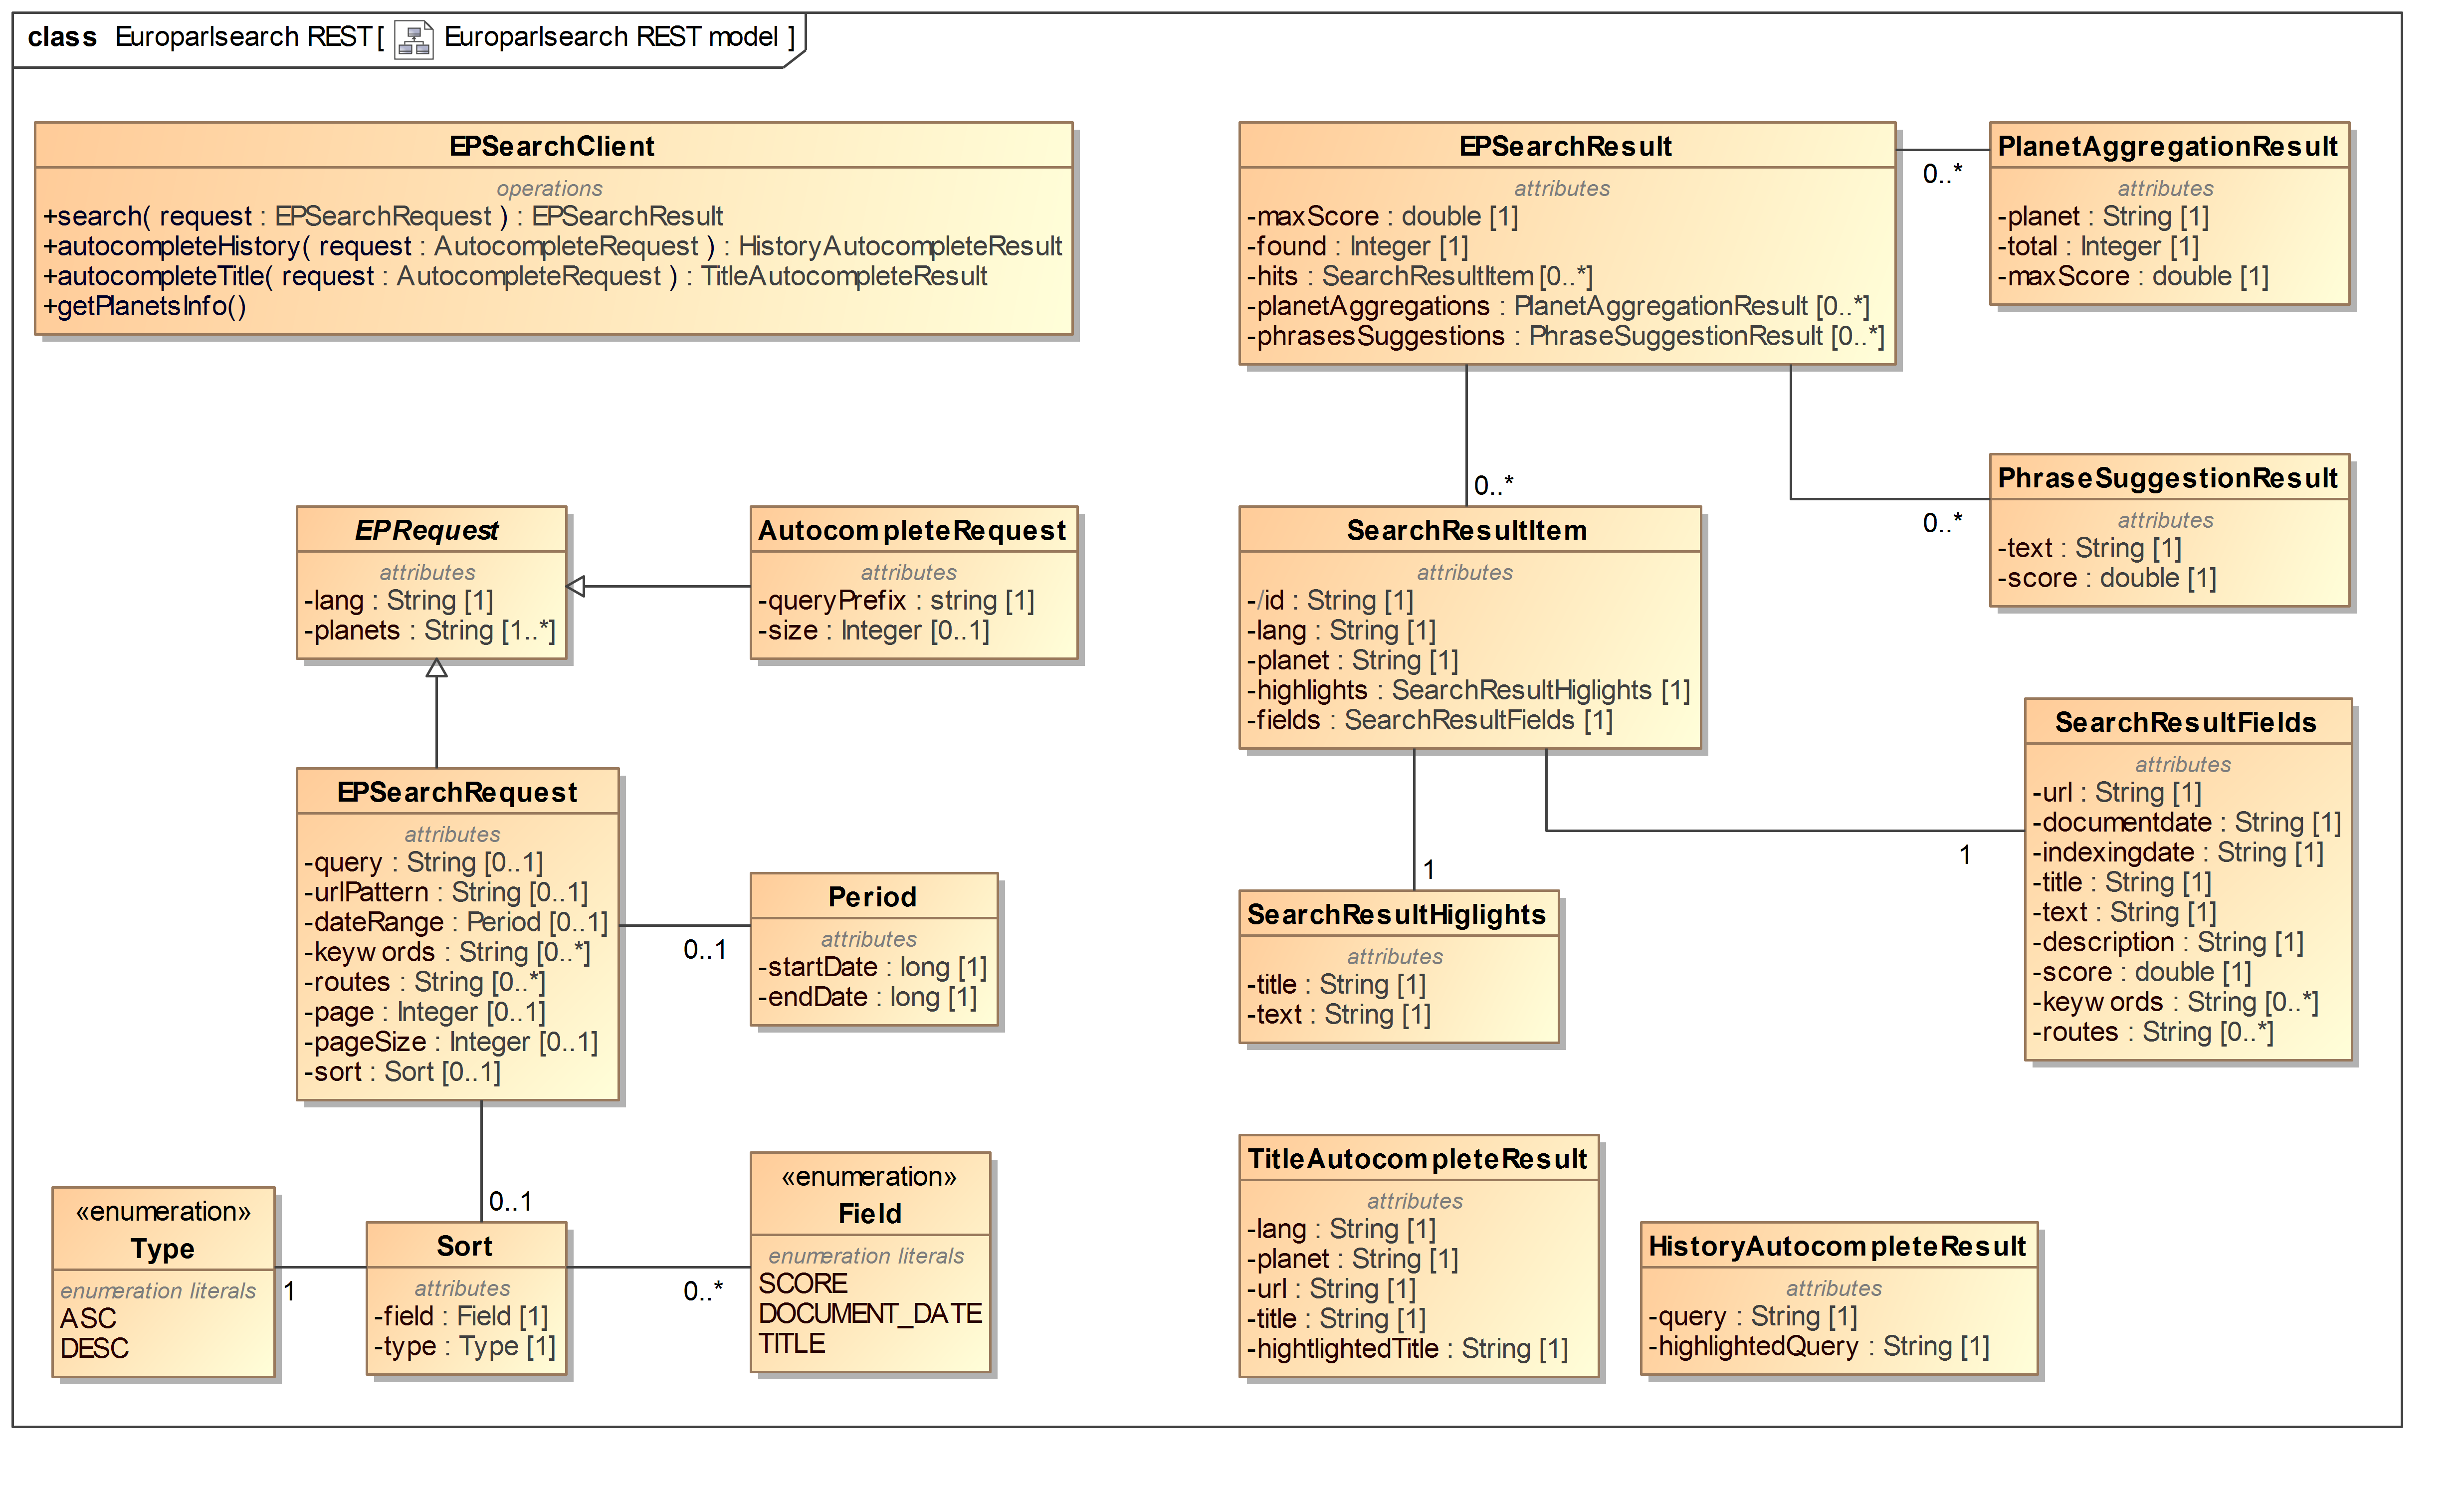 class Europarlsearch REST [ Europarlsearch REST model ]
EPSearchClient
operations
+search( request : EPSearchRequest ) : EPSearchResult
+autocompleteHistory( request : AutocompleteRequest ) : HistoryAutocompleteResult
+autocompleteTitle( request : AutocompleteRequest ) : TitleAutocompleteResult
+getPlanetsInfo()
EPSearchResult
attributes
-maxScore : double [1]
-found : Integer [1]
-hits : SearchResultItem [0..*]
-planetAggregations : PlanetAggregationResult [0..*]
-phrasesSuggestions : PhraseSuggestionResult [0..*]
0..*
PlanetAggregationResult
attributes
-planet : String [1]
-total : Integer [1]
-maxScore : double [1]
0..*
PhraseSuggestionResult
attributes
-text : String [1]
-score : double [1]
0..*
EPRequest
attributes
-lang : String [1]
-planets : String [1..*]
AutocompleteRequest
attributes
-queryPrefix : string [1]
-size : Integer [0..1]
SearchResultItem
attributes
-/id : String [1]
-lang : String [1]
-planet : String [1]
-highlights : SearchResultHiglights [1]
-fields : SearchResultFields [1]
EPSearchRequest
attributes
-query : String [0..1]
-urlPattern : String [0..1]
-dateRange : Period [0..1]
-keywords : String [0..*]
-routes : String [0..*]
-page : Integer [0..1]
-pageSize : Integer [0..1]
-sort : Sort [0..1]
0..1
Period
attributes
-startDate : long [1]
-endDate : long [1]
1
SearchResultHiglights
attributes
-title : String [1]
-text : String [1]
1
SearchResultFields
attributes
-url : String [1]
-documentdate : String [1]
-indexingdate : String [1]
-title : String [1]
-text : String [1]
-description : String [1]
-score : double [1]
-keywords : String [0..*]
-routes : String [0..*]
«enumeration»
Type
enumeration literals
ASC
DESC
1
0..1
Sort
attributes
-field : Field [1]
-type : Type [1]
0..*
«enumeration»
Field
enumeration literals
SCORE
DOCUMENT_DATE
TITLE
TitleAutocompleteResult
attributes
-lang : String [1]
-planet : String [1]
-url : String [1]
-title : String [1]
-hightlightedTitle : String [1]
HistoryAutocompleteResult
attributes
-query : String [1]
-highlightedQuery : String [1]